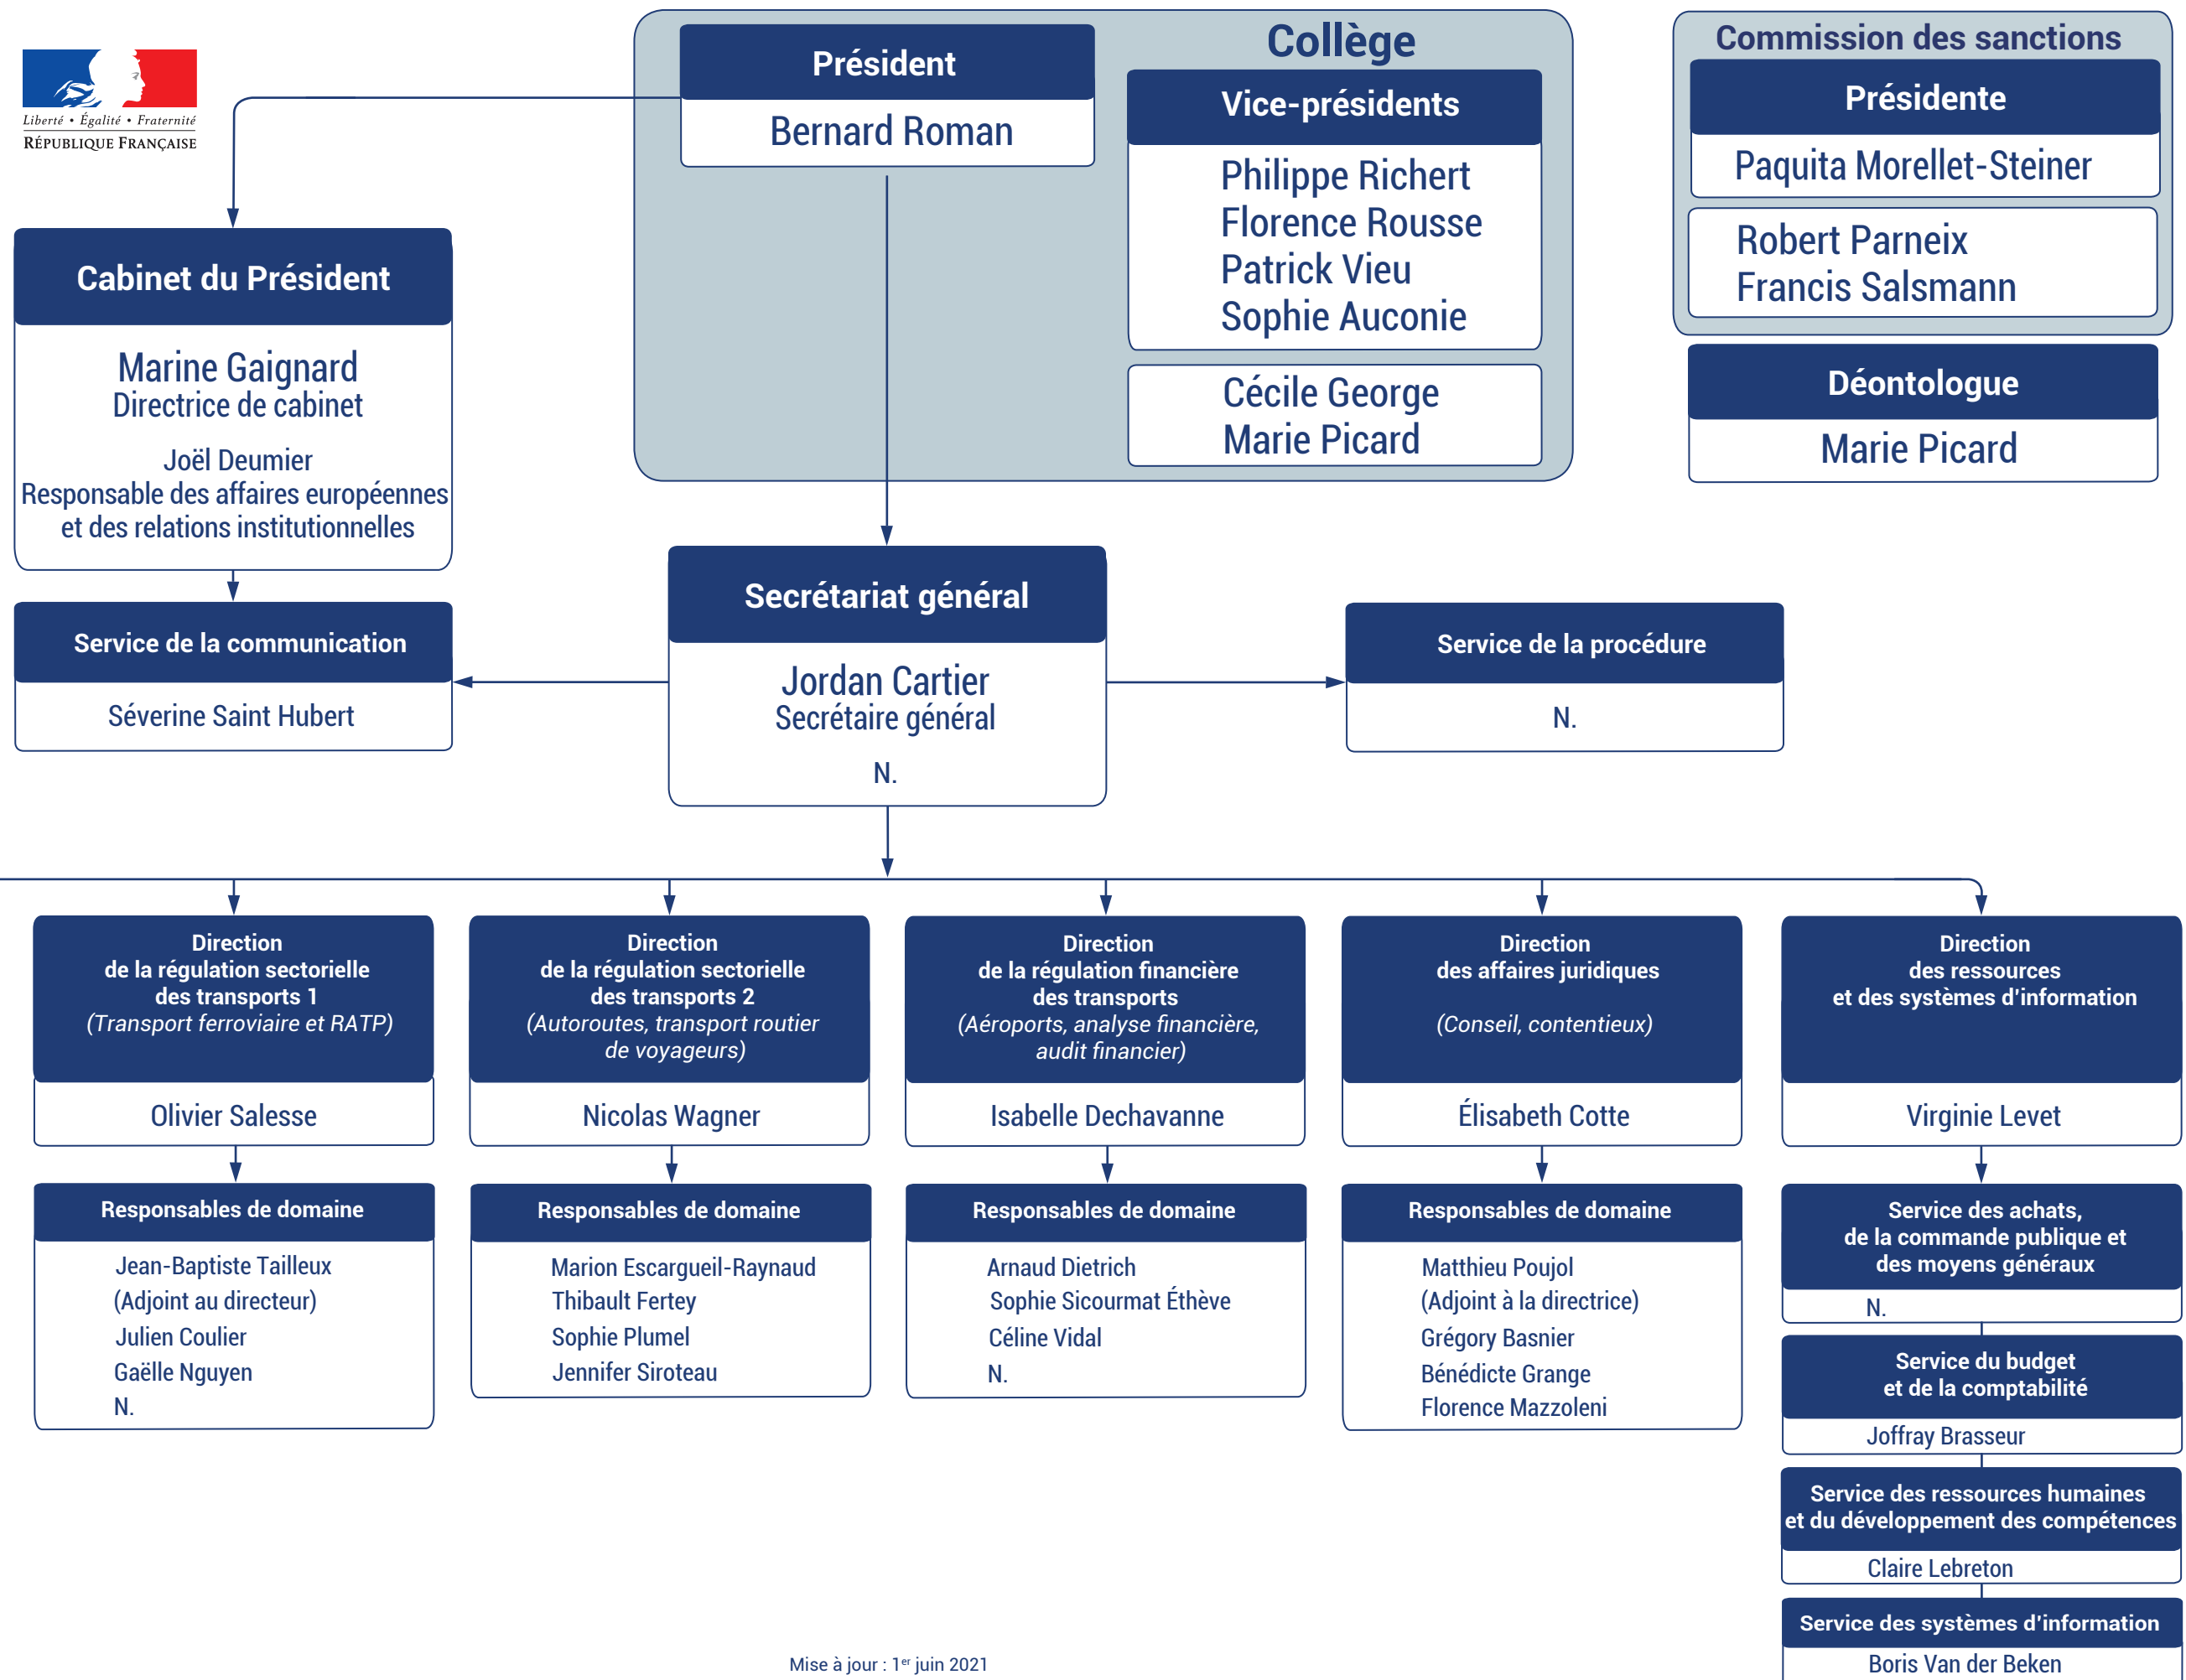 Liberté • Égalité • Fraternité
RÉPUBLIQUE FRANÇAISE
Collège
Président
Bernard Roman
Vice-présidents
Philippe Richert
Florence Rousse
Patrick Vieu
Sophie Auconie
Cécile George
Marie Picard
Commission des sanctions
Présidente
Paquita Morellet-Steiner
Robert Parneix
Francis Salsmann
Déontologue
Marie Picard
Cabinet du Président
Marine Gaignard
Directrice de cabinet
Joël Deumier
Responsable des affaires européennes
et des relations institutionnelles
Service de la communication
Séverine Saint Hubert
Secrétariat général
Jordan Cartier
Secrétaire général
N.
Service de la procédure
N.
Direction
de la régulation sectorielle
des transports 1
(Transport ferroviaire et RATP)
Olivier Salesse
Responsables de domaine
Jean-Baptiste Tailleux
(Adjoint au directeur)
Julien Coulier
Gaëlle Nguyen
N.
Direction
de la régulation sectorielle
des transports 2
(Autoroutes, transport routier
de voyageurs)
Nicolas Wagner
Responsables de domaine
Marion Escargueil-Raynaud
Thibault Fertey
Sophie Plumel
Jennifer Siroteau
Direction
de la régulation financière
des transports
(Aéroports, analyse financière,
audit financier)
Isabelle Dechavanne
Responsables de domaine
Arnaud Dietrich
Sophie Sicourmat Éthève
Céline Vidal
N.
Direction
des affaires juridiques
(Conseil, contentieux)
Élisabeth Cotte
Responsables de domaine
Matthieu Poujol
(Adjoint à la directrice)
Grégory Basnier
Bénédicte Grange
Florence Mazzoleni
Direction
des ressources
et des systèmes d'information
Virginie Levet
Service des achats,
de la commande publique et
des moyens généraux
N.
Service du budget
et de la comptabilité
Joffray Brasseur
Service des ressources humaines
et du développement des compétences
Claire Lebreton
Service des systèmes d'information
Boris Van der Beken
Mise à jour : 1er juin 2021